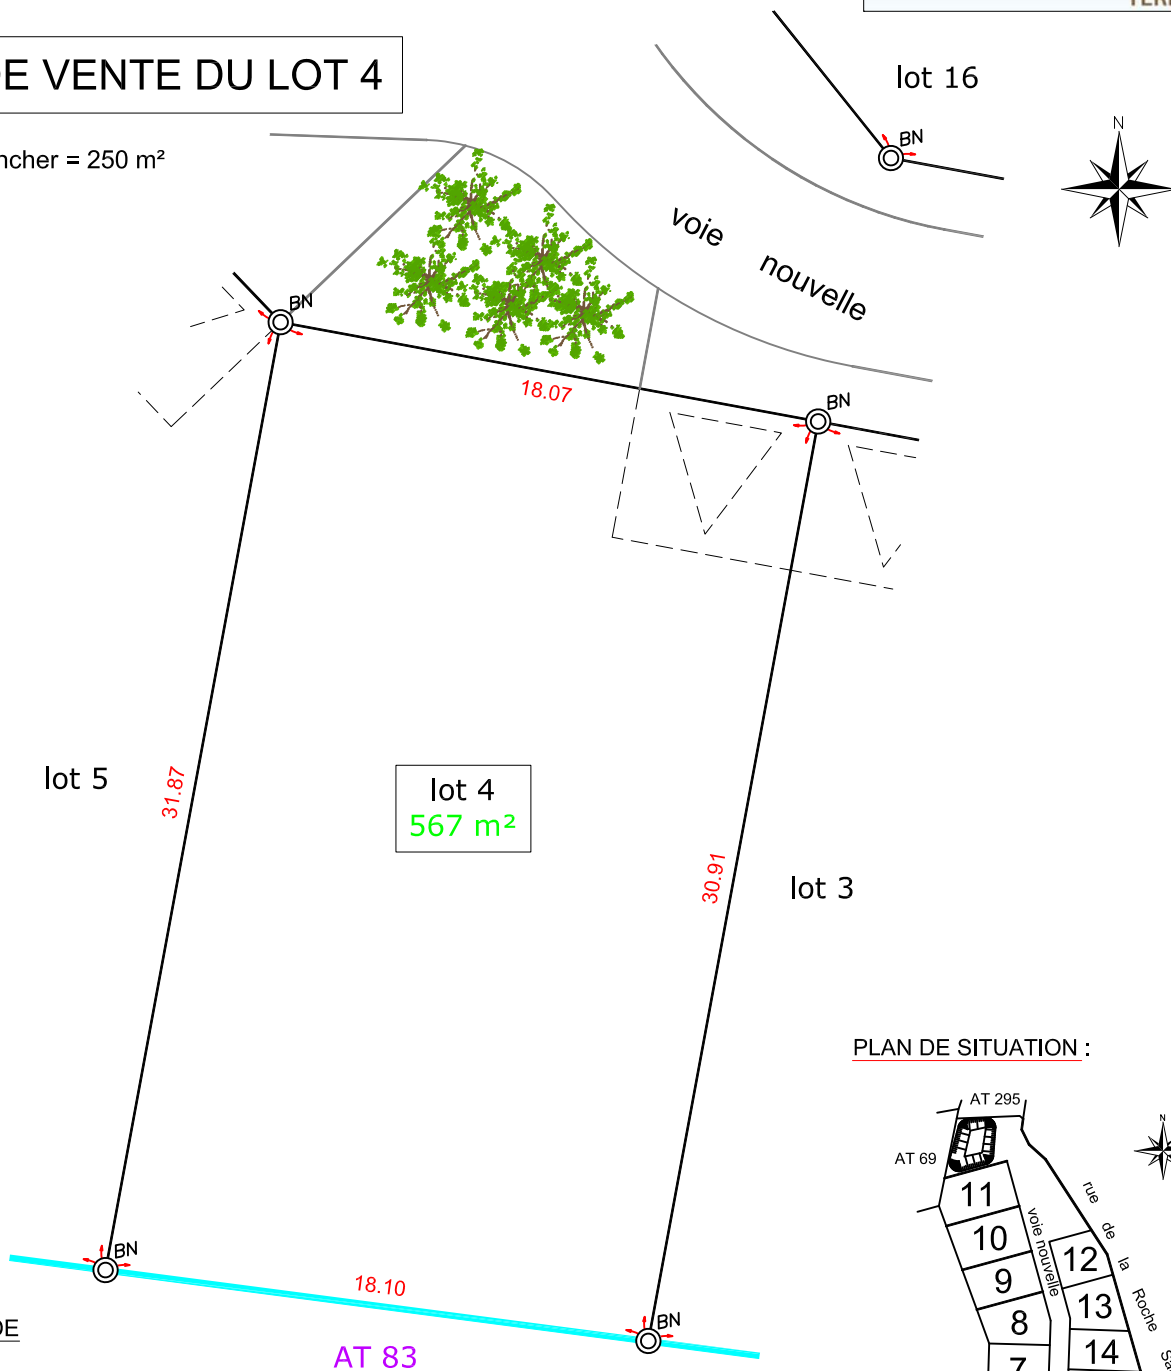 DE VENTE DU LOT 4
ncher = 250 m²
lot 16
BN
N
voie nouvelle
BN
18.07
BN
lot 5
31.87
lot 4
567 m²
30.91
lot 3
PLAN DE SITUATION :
AT 295
N
AT 69
11
rue de la Roche
10
voie nouvelle
12
9
13
8
14
7
BN
18.10
BN
DE
AT 83